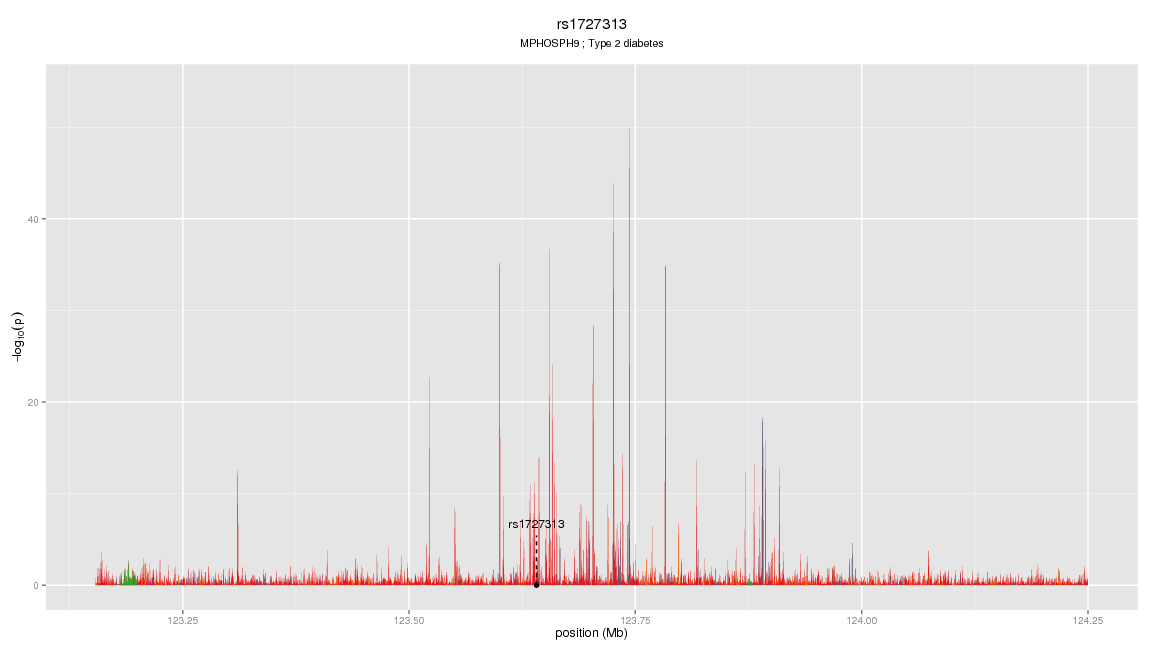 rs1727313
MPHOSPH9 ; Type 2 diabetes
40
20
0
−log10(p)
rs1727313
123.25
123.50
123.75
124.00
124.25
position (Mb)